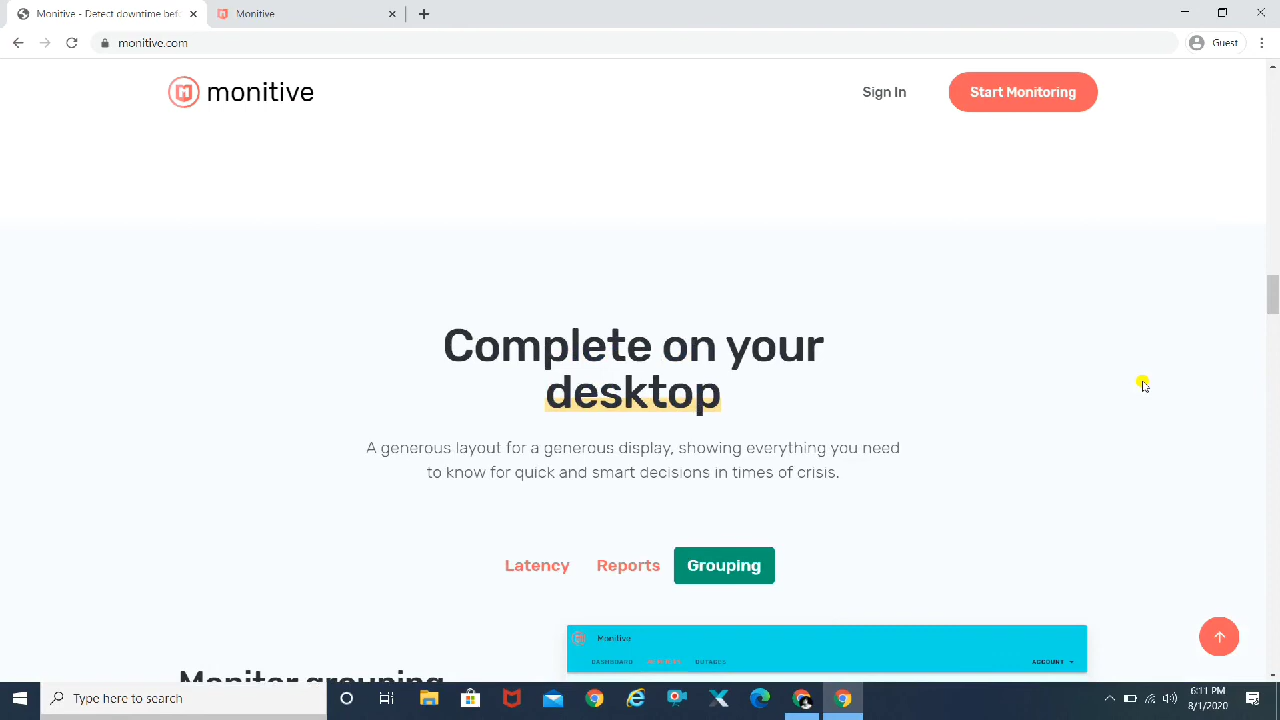 Monitive - Detect downtime bef
Monitive
monitive.com
Guest
monitive
Sign In
Start Monitoring
Complete on your
desktop
A generous layout for a generous display, showing everything you need
to know for quick and smart decisions in times of crisis.
Latency
Reports
Grouping
Monitor grouping
Monitive
DASHBOARD
OUTAGES
ACCOUNT
Type here to search
6:11 PM
8/1/2020